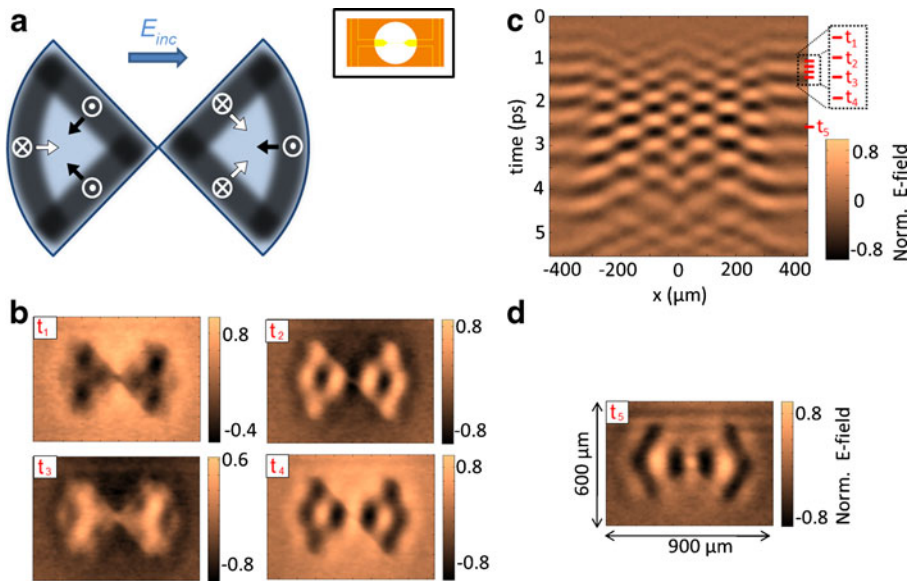 a
E_inc
b
t₁
0.8
-0.4
t₂
0.8
-0.8
t₃
0.6
-0.8
t₄
0.8
-0.8
c
0
1
2
3
4
5
time (ps)
-400 -200 0 200 400
x (µm)
t₁
t₂
t₃
t₄
t₅
0.8
0
-0.8
Norm. E-field
d
t₅
600 µm
900 µm
0.8
-0.8
Norm. E-field